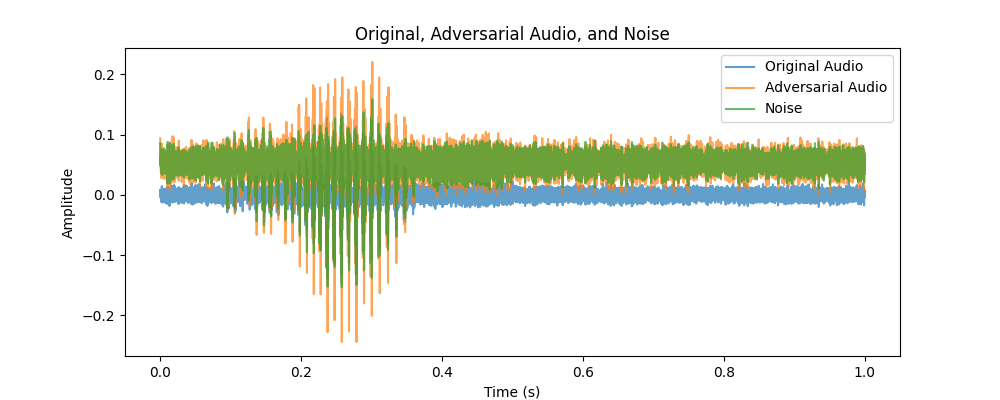 Original, Adversarial Audio, and Noise
Original Audio
Adversarial Audio
Noise
Amplitude
0.2
0.1
0.0
−0.1
−0.2
0.0 0.2 0.4 0.6 0.8 1.0
Time (s)